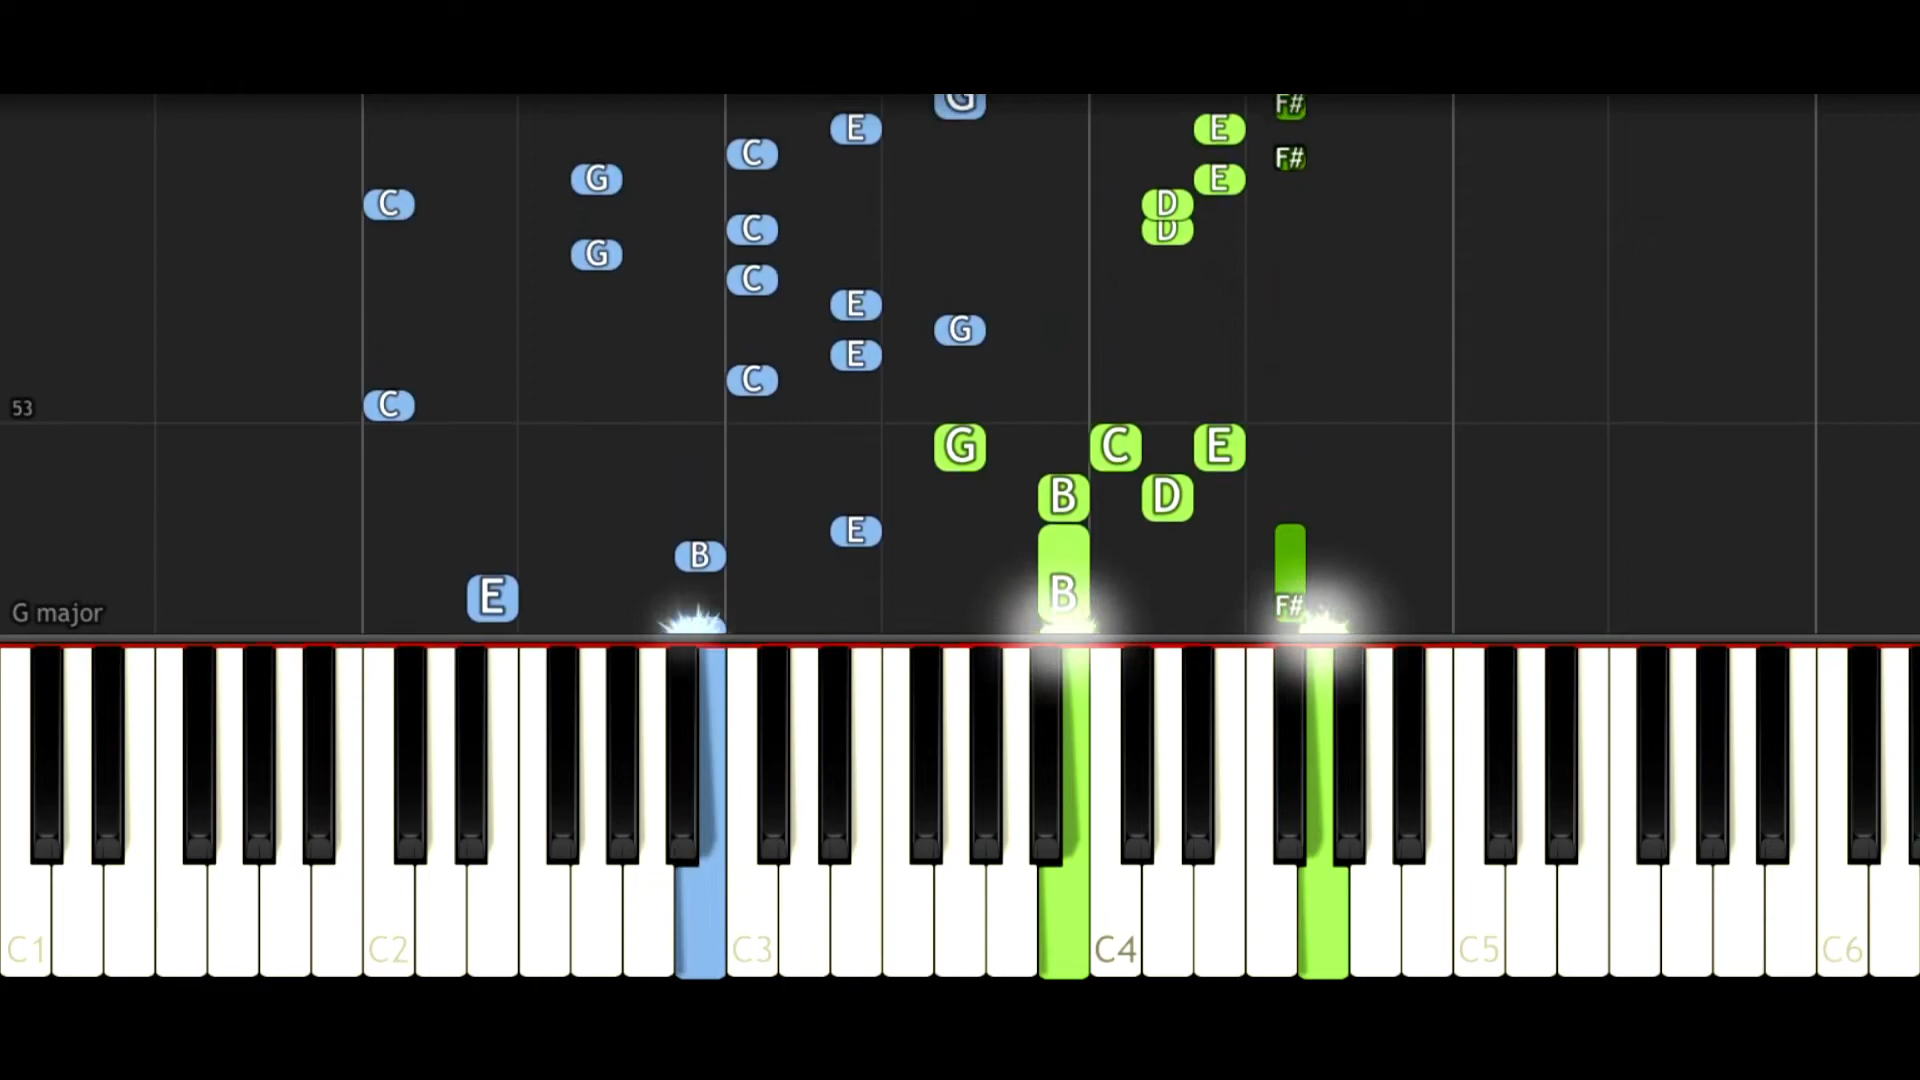 G F#
E E
C F#
G E
C D
C D
G
C
E
G
E
C
C
53
G C E
B D
E
B
E B F#
G major
C1 C2 C3 C4 C5 C6